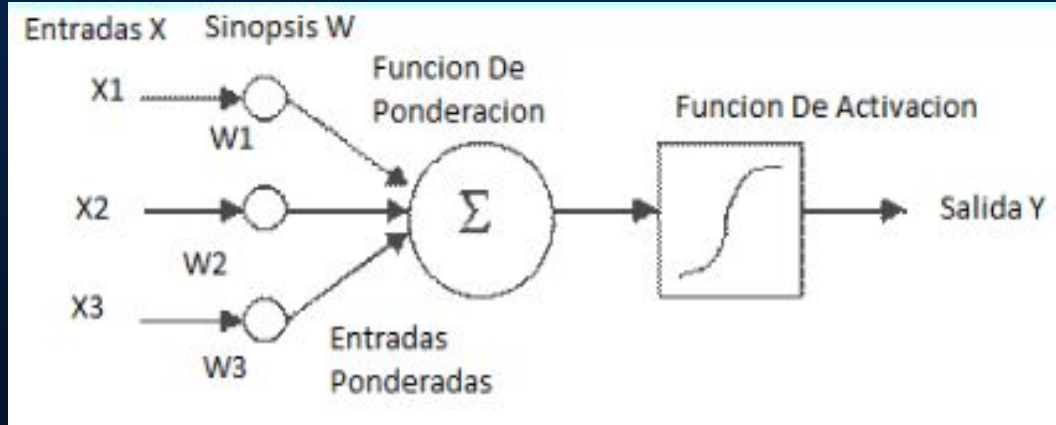 Entradas X
Sinopsis W
X1
W1
Funcion De
Ponderacion
Funcion De Activacion
X2
W2
Σ
Salida Y
X3
W3
Entradas
Ponderadas